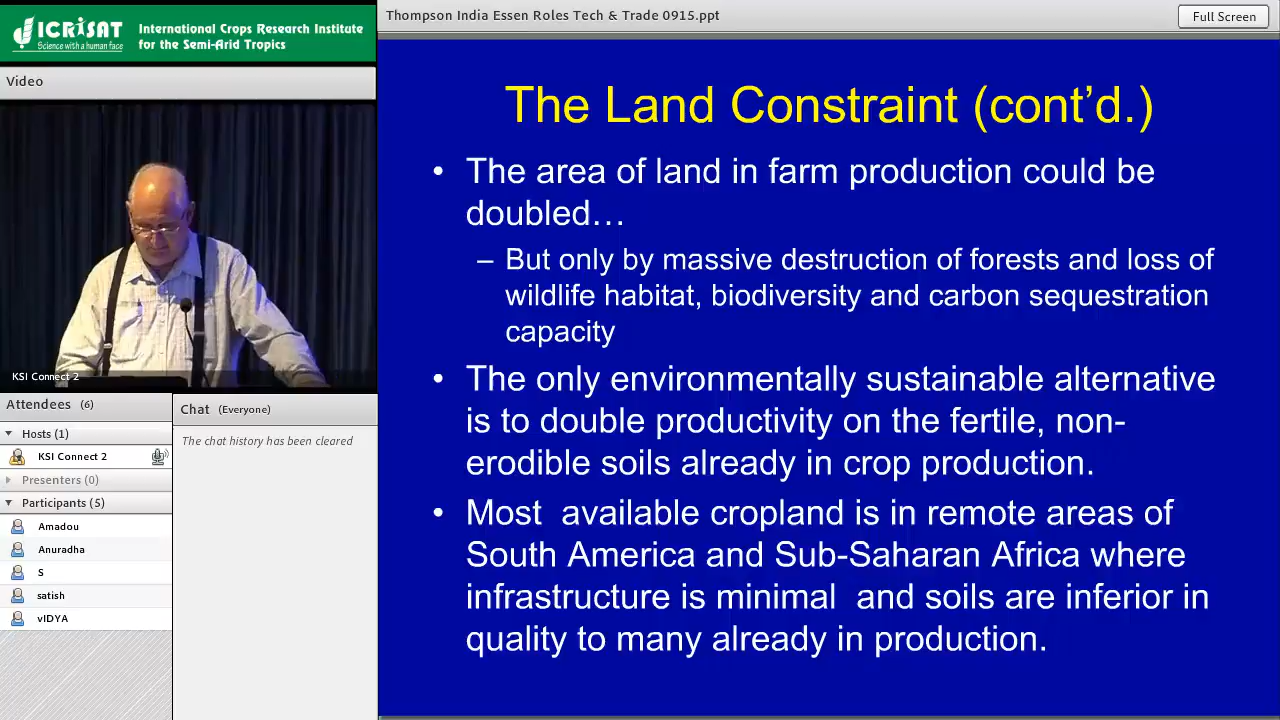 ICRISAT
Science with a human face
International Crops Research Institute
for the Semi-Arid Tropics
Video
KSI Connect 2
Attendees (6)
Hosts (1)
KSI Connect 2
Presenters (0)
Participants (5)
Amadou
Anuradha
S
satish
vIDYA
Chat (Everyone)
The chat history has been cleared
Thompson India Essen Roles Tech & Trade 0915.ppt
Full Screen
The Land Constraint (cont’d.)
• The area of land in farm production could be
doubled…
– But only by massive destruction of forests and loss of
wildlife habitat, biodiversity and carbon sequestration
capacity
• The only environmentally sustainable alternative
is to double productivity on the fertile, non-
erodible soils already in crop production.
• Most available cropland is in remote areas of
South America and Sub-Saharan Africa where
infrastructure is minimal and soils are inferior in
quality to many already in production.